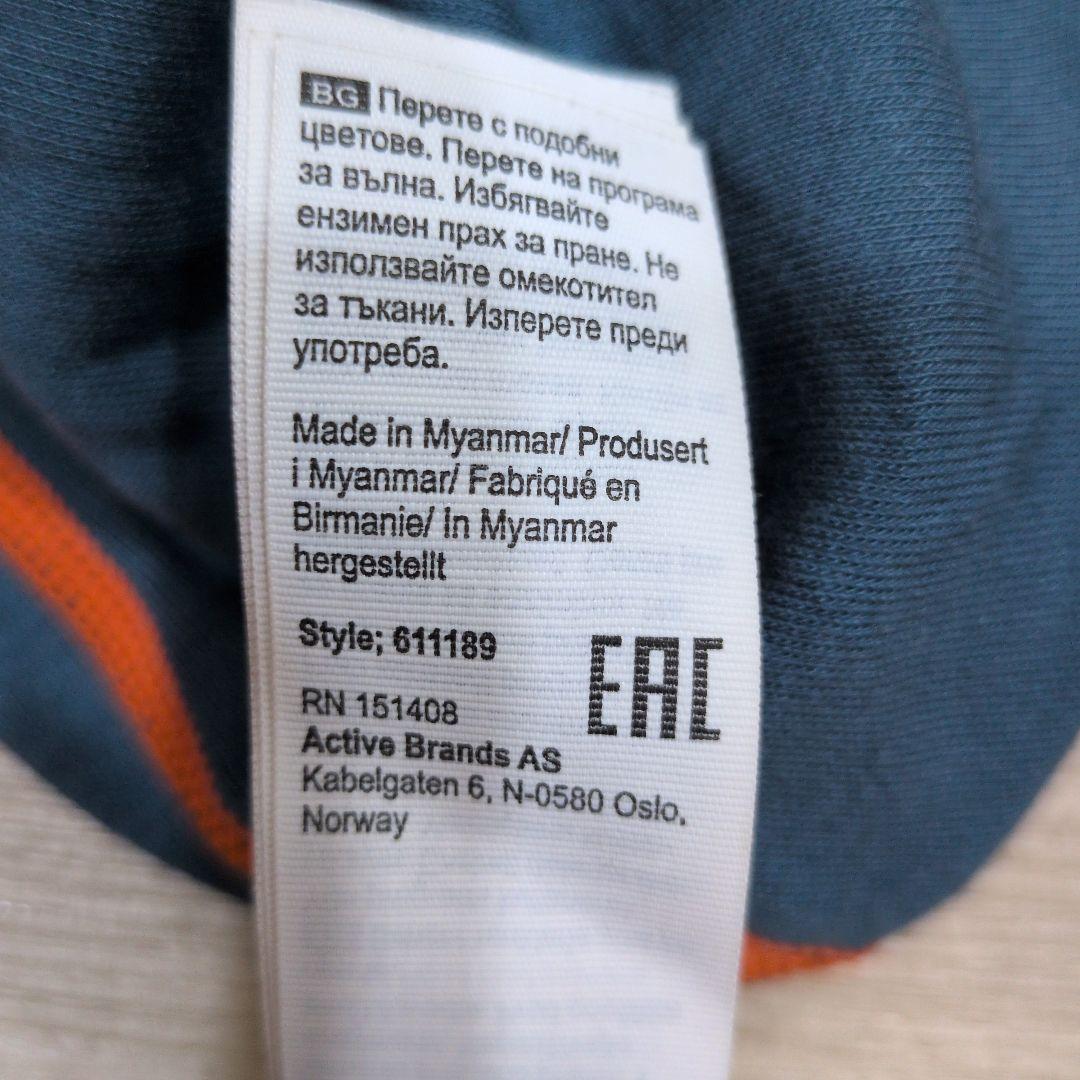 BG Перете с подобни
цветове. Перете на програма
за вълна. Избягвайте
ензимен прах за пране. Не
използвайте омекотител
за тъкани. Изперете преди
употреба.
Made in Myanmar/ Produsert
i Myanmar/ Fabriqué en
Birmanie/ In Myanmar
hergestellt
Style; 611189
EAC
RN 151408
Active Brands AS
Kabelgaten 6, N-0580 Oslo,
Norway